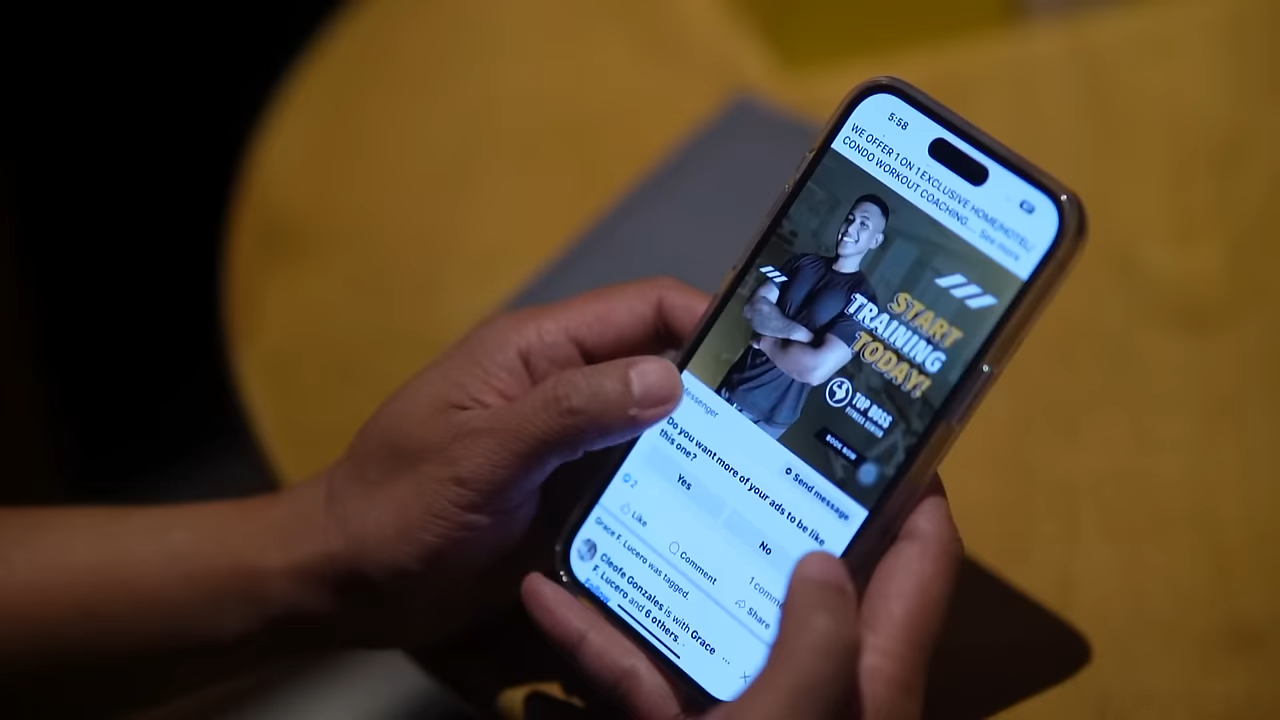 5:58
WE OFFER 1 ON 1 EXCLUSIVE HOME/HOTEL/
CONDO WORKOUT COACHING... See more
START
TRAINING
TODAY!
TOP BOSS
FITNESS CENTER
BOOK NOW
Messenger
Send message
Do you want more of your ads to be like
this one?
Yes
No
2
1 comme
Like
Comment
Share
Grace F. Lucero was tagged.
Cleofe Gonzales is with Grace
F. Lucero and 6 others.
Follow